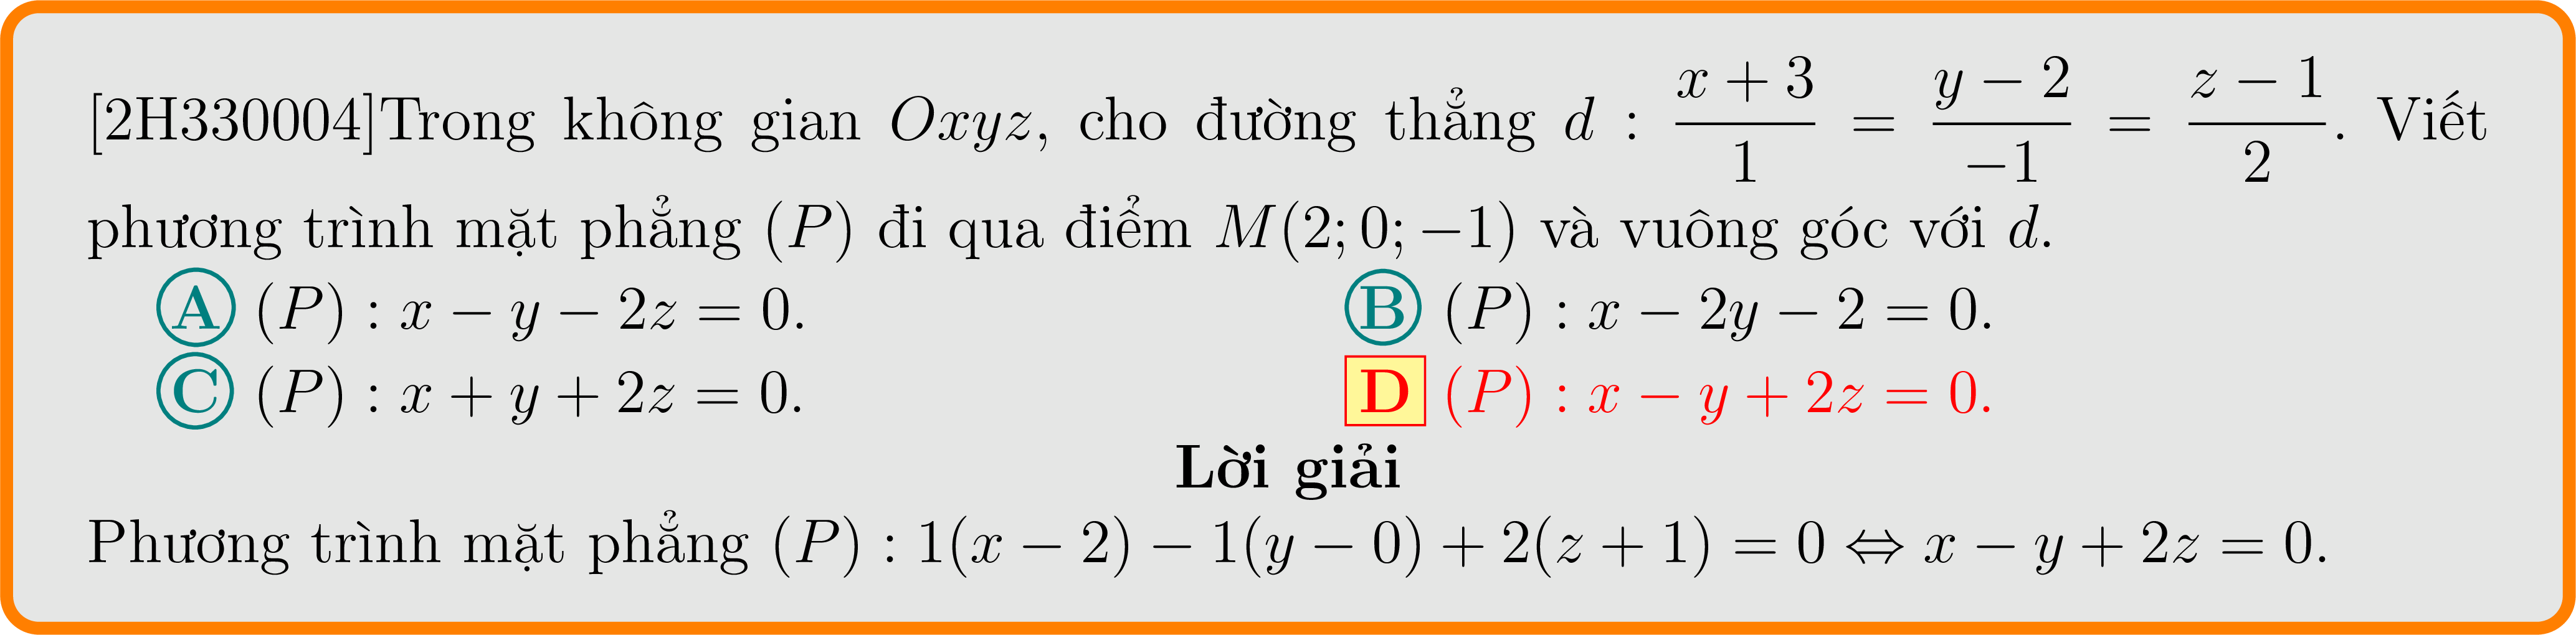 [2H330004]Trong không gian Oxyz, cho đường thẳng d : \frac{x + 3}{1} = \frac{y − 2}{−1} = \frac{z − 1}{2}. Viết
phương trình mặt phẳng (P) đi qua điểm M(2; 0; −1) và vuông góc với d.
A (P) : x − y − 2z = 0. B (P) : x − 2y − 2 = 0.
C (P) : x + y + 2z = 0. D (P) : x − y + 2z = 0.
Lời giải
Phương trình mặt phẳng (P) : 1(x − 2) − 1(y − 0) + 2(z + 1) = 0 ⇔ x − y + 2z = 0.